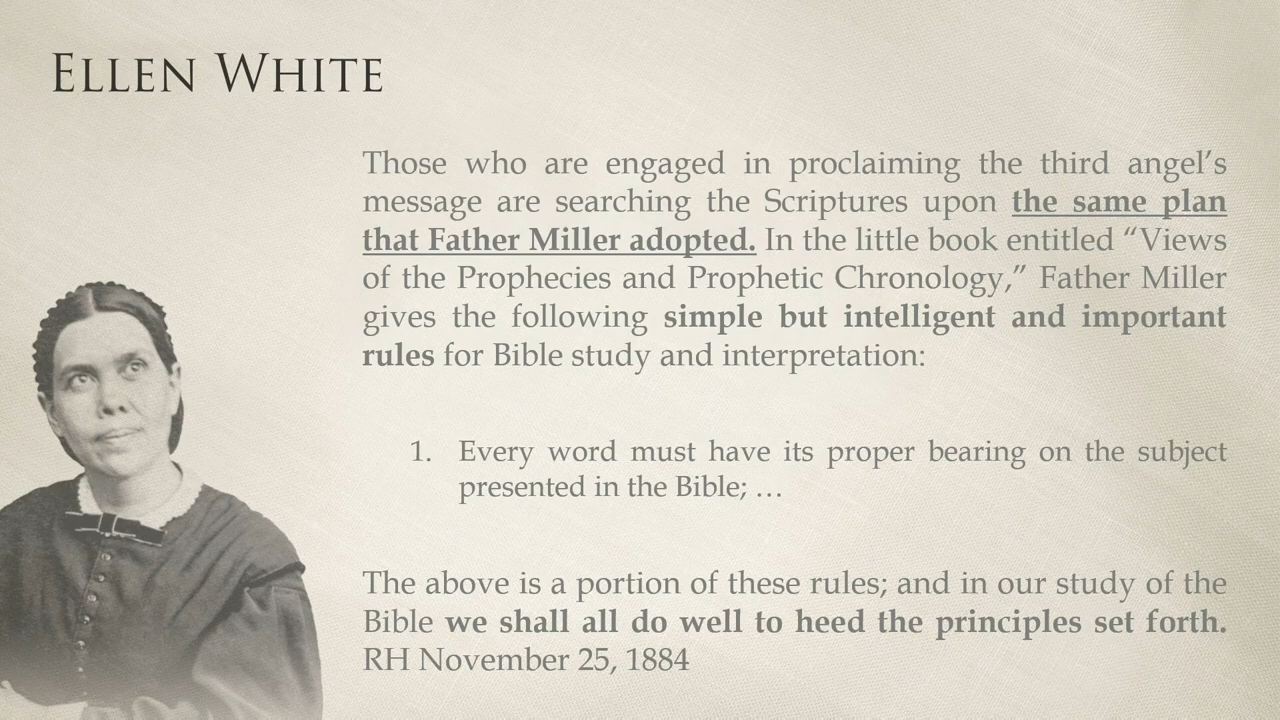 Ellen White
Those who are engaged in proclaiming the third angel’s
message are searching the Scriptures upon the same plan
that Father Miller adopted. In the little book entitled “Views
of the Prophecies and Prophetic Chronology,” Father Miller
gives the following simple but intelligent and important
rules for Bible study and interpretation:
1. Every word must have its proper bearing on the subject
presented in the Bible; …
The above is a portion of these rules; and in our study of the
Bible we shall all do well to heed the principles set forth.
RH November 25, 1884